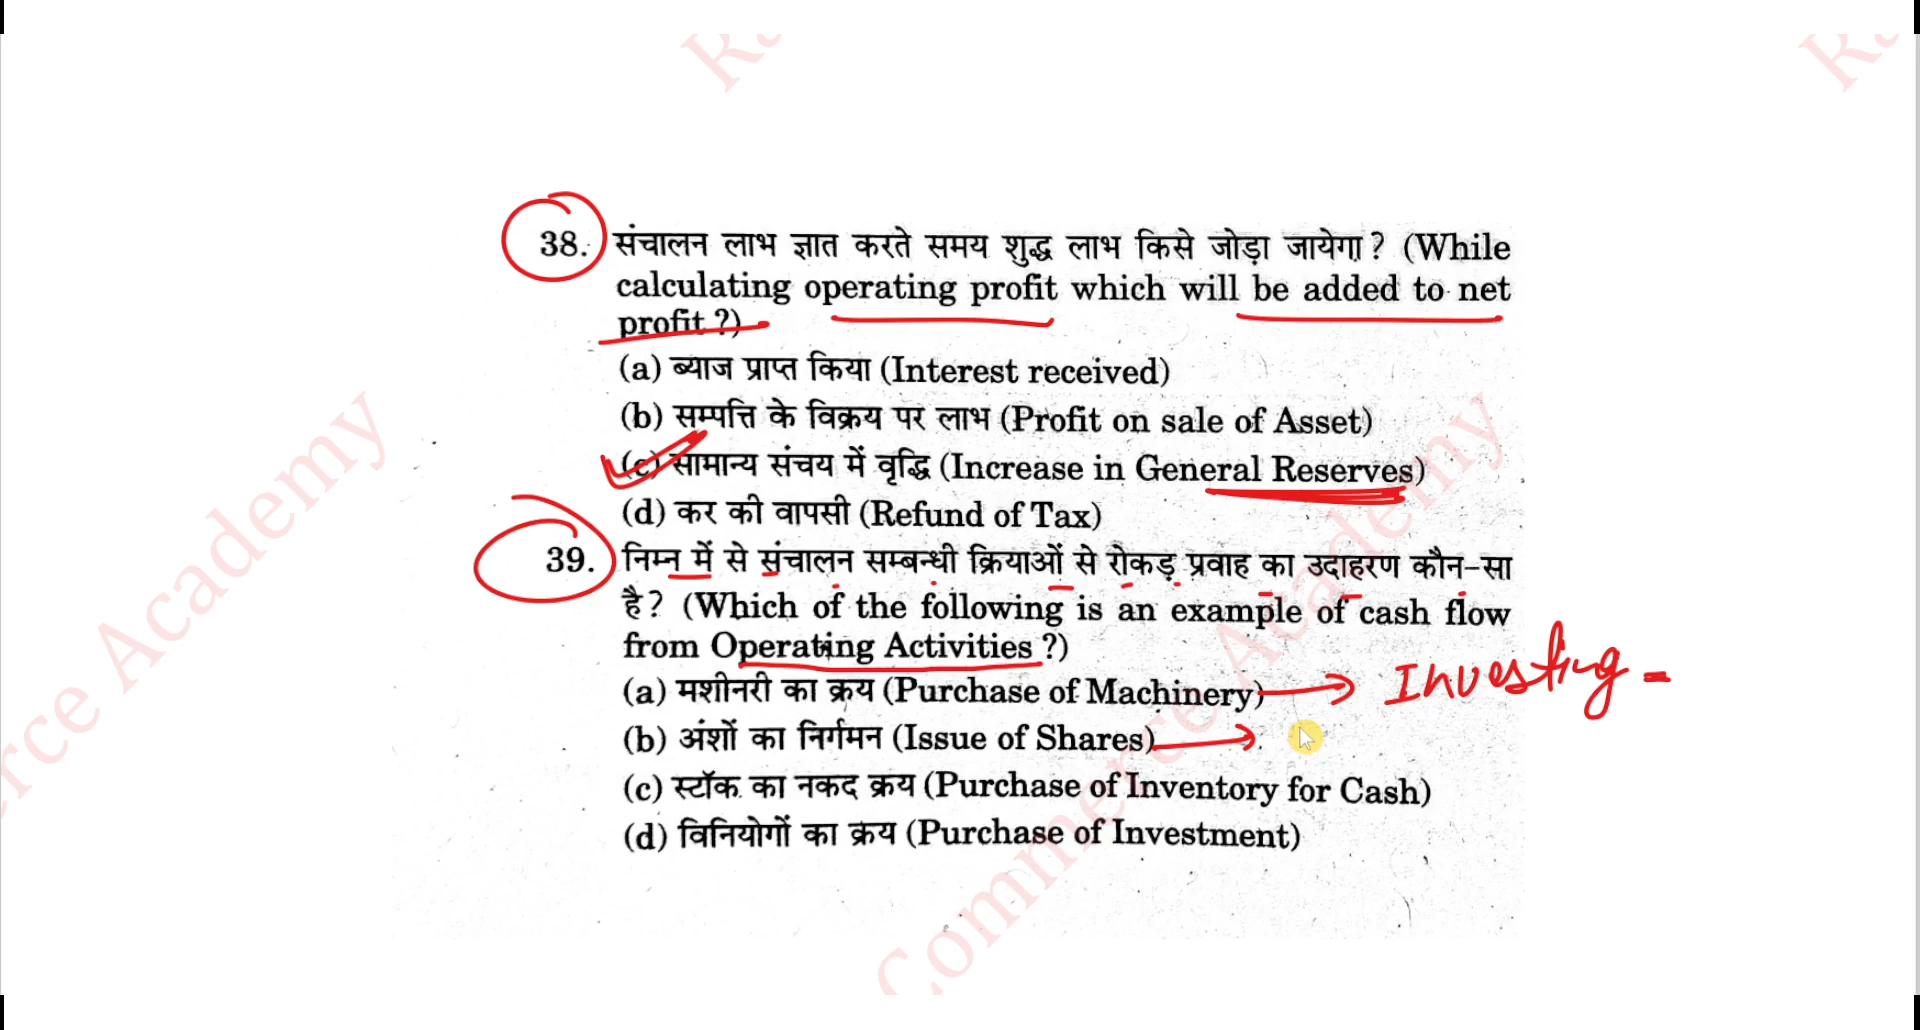 38. संचालन लाभ ज्ञात करते समय शुद्ध लाभ किसे जोड़ा जायेगा? (While
calculating operating profit which will be added to net
profit ?)
(a) ब्याज प्राप्त किया (Interest received)
(b) सम्पत्ति के विक्रय पर लाभ (Profit on sale of Asset)
(c) सामान्य संचय में वृद्धि (Increase in General Reserves)
(d) कर की वापसी (Refund of Tax)
39. निम्न में से संचालन सम्बन्धी क्रियाओं से रोकड़ प्रवाह का उदाहरण कौन-सा
है? (Which of the following is an example of cash flow
from Operating Activities ?)
(a) मशीनरी का क्रय (Purchase of Machinery) → Investing -
(b) अंशों का निर्गमन (Issue of Shares) →
(c) स्टॉक का नकद क्रय (Purchase of Inventory for Cash)
(d) विनियोगों का क्रय (Purchase of Investment)
erce Academy
Commerce Academy